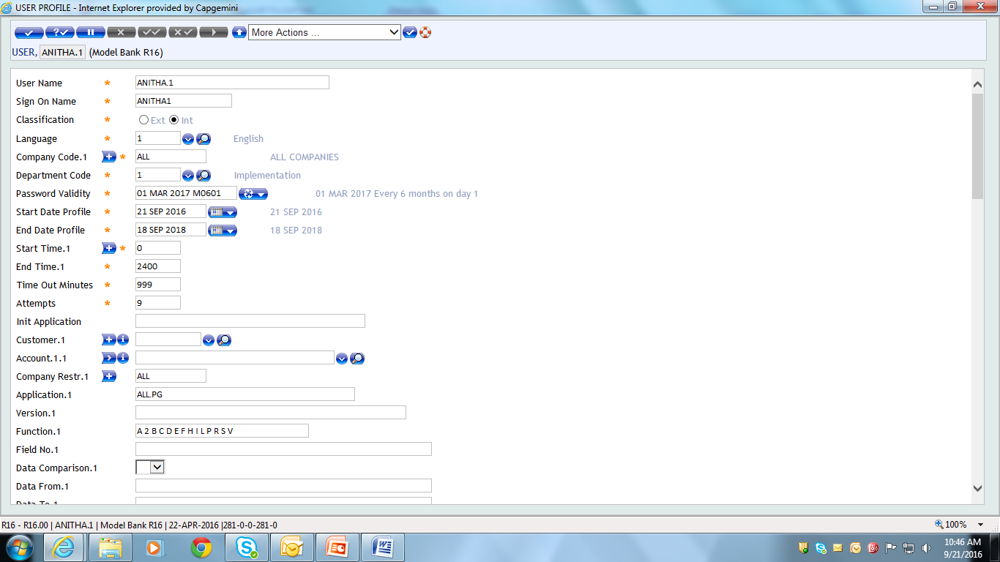 USER PROFILE - Internet Explorer provided by Capgemini
More Actions ...
USER, ANITHA.1 (Model Bank R16)
User Name * ANITHA.1
Sign On Name * ANITHA1
Classification * Ext Int
Language * 1 English
Company Code.1 * ALL ALL COMPANIES
Department Code * 1 Implementation
Password Validity * 01 MAR 2017 M0601 01 MAR 2017 Every 6 months on day 1
Start Date Profile * 21 SEP 2016 21 SEP 2016
End Date Profile * 18 SEP 2018 18 SEP 2018
Start Time.1 * 0
End Time.1 * 2400
Time Out Minutes * 999
Attempts * 9
Init Application
Customer.1
Account.1.1
Company Restr.1 ALL
Application.1 ALL.PG
Version.1
Function.1 A 2 B C D E F H I L P R S V
Field No.1
Data Comparison.1
Data From.1
Data To.1
R16 - R16.00 | ANITHA.1 | Model Bank R16 | 22-APR-2016 |281-0-0-281-0
100%
10:46 AM
9/21/2016